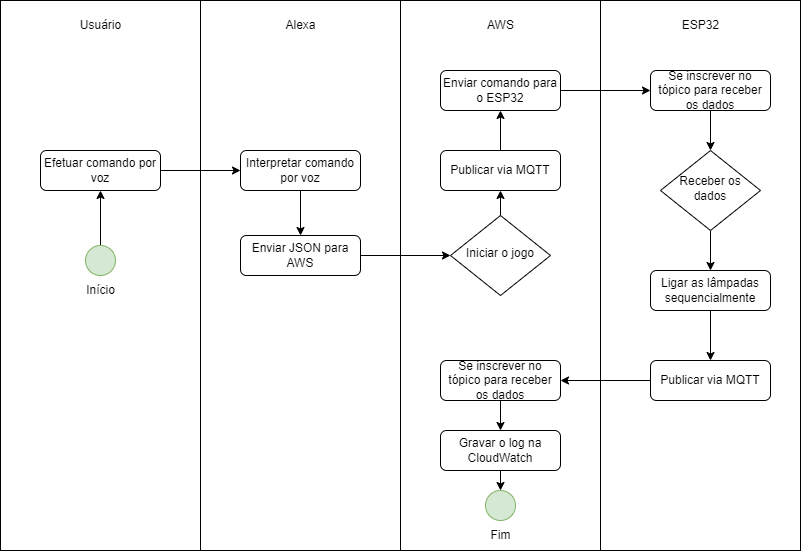 Usuário
Alexa
AWS
ESP32
Efetuar comando por
voz
Início
Interpretar comando
por voz
Enviar JSON para
AWS
Enviar comando para
o ESP32
Publicar via MQTT
Iniciar o jogo
Se inscrever no
tópico para receber
os dados
Receber os
dados
Ligar as lâmpadas
sequencialmente
Publicar via MQTT
Se inscrever no
tópico para receber
os dados
Gravar o log na
CloudWatch
Fim